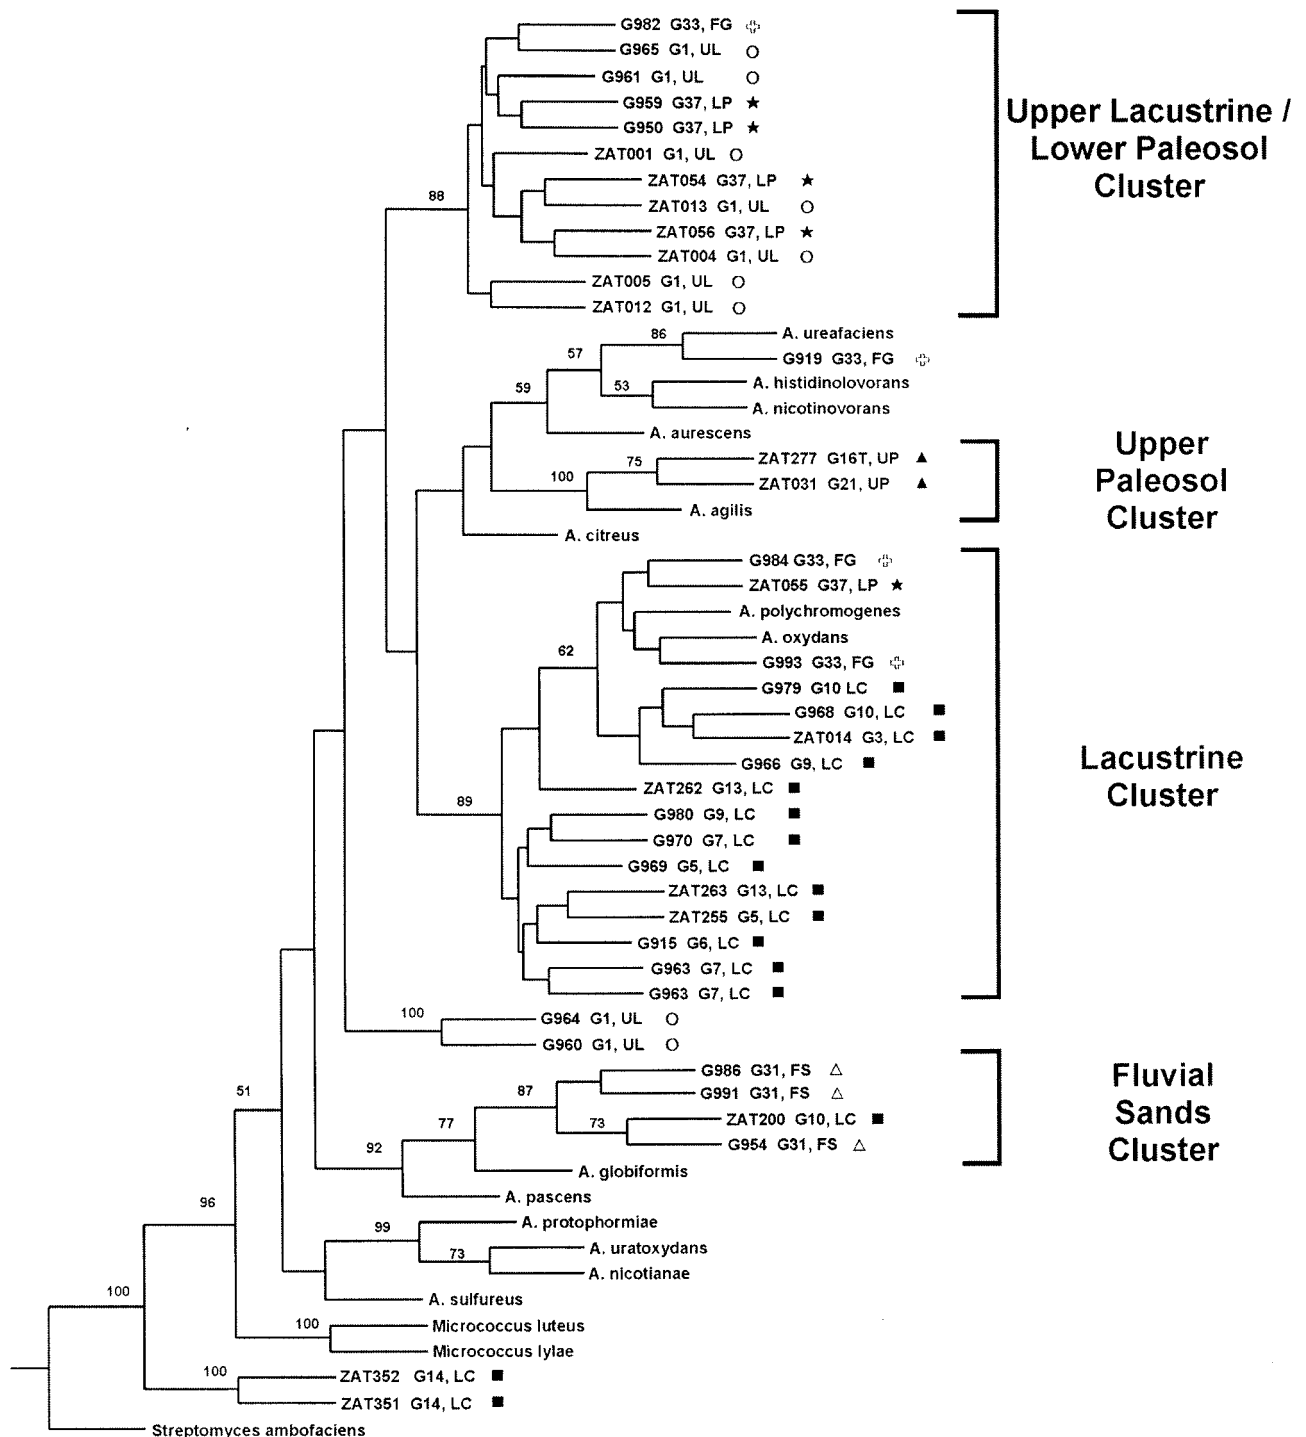 G982 G33, FG
G965 G1, UL
G961 G1, UL
G959 G37, LP
G950 G37, LP
ZAT001 G1, UL
ZAT054 G37, LP
88
ZAT013 G1, UL
ZAT056 G37, LP
ZAT004 G1, UL
ZAT005 G1, UL
ZAT012 G1, UL
Upper Lacustrine /
Lower Paleosol
Cluster
86
A. ureafaciens
57
G919 G33, FG
59
53
A. histidinolovorans
A. nicotinovorans
A. aurescens
75
ZAT277 G16T, UP
100
ZAT031 G21, UP
A. agilis
Upper
Paleosol
Cluster
A. citreus
G984 G33, FG
ZAT055 G37, LP
A. polychromogenes
A. oxydans
62
G993 G33, FG
G979 G10 LC
G968 G10, LC
ZAT014 G3, LC
G966 G9, LC
ZAT262 G13, LC
89
G980 G9, LC
G970 G7, LC
G969 G5, LC
ZAT263 G13, LC
ZAT255 G5, LC
G915 G6, LC
G963 G7, LC
G963 G7, LC
Lacustrine
Cluster
100
G964 G1, UL
G960 G1, UL
G986 G31, FS
87
G991 G31, FS
77
73
ZAT200 G10, LC
G954 G31, FS
92
A. globiformis
Fluvial
Sands
Cluster
51
A. pascens
96
99
A. protophormiae
73
A. uratoxydans
A. nicotianae
100
A. sulfureus
100
Micrococcus luteus
Micrococcus lylae
100
ZAT352 G14, LC
ZAT351 G14, LC
Streptomyces ambofaciens